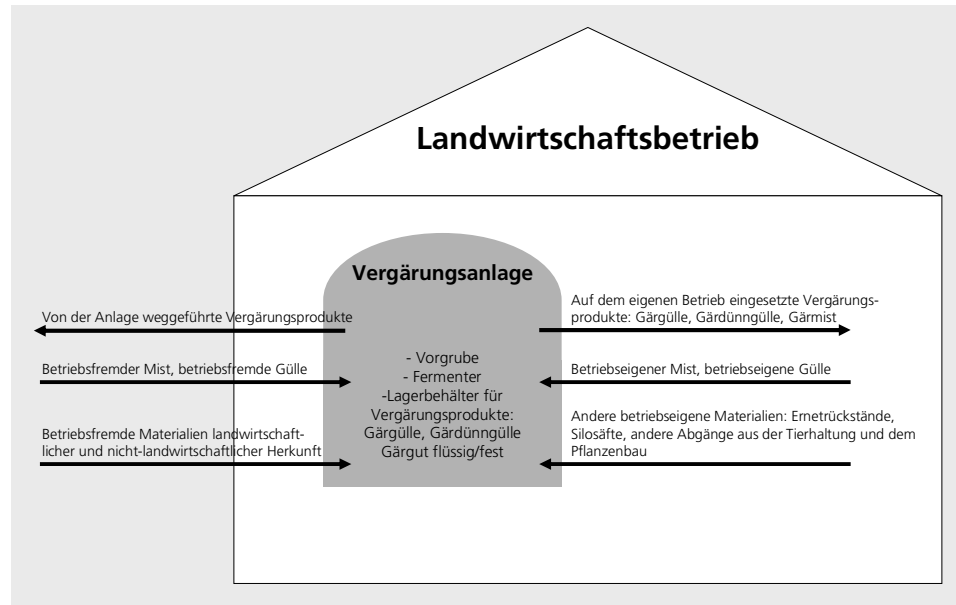 Landwirtschaftsbetrieb
Vergärungsanlage
Von der Anlage weggeführte Vergärungsprodukte
Betriebsfremder Mist, betriebsfremde Gülle
Betriebsfremde Materialien landwirtschaft-
licher und nicht-landwirtschaftlicher Herkunft
- Vorgrube
- Fermenter
-Lagerbehälter für
Vergärungsprodukte:
Gärgülle, Gärdünngülle
Gärgut flüssig/fest
Auf dem eigenen Betrieb eingesetzte Vergärungs-
produkte: Gärgülle, Gärdünngülle, Gärmist
Betriebseigener Mist, betriebseigene Gülle
Andere betriebseigene Materialien: Ernetrückstände,
Silosäfte, andere Abgänge aus der Tierhaltung und dem
Pflanzenbau